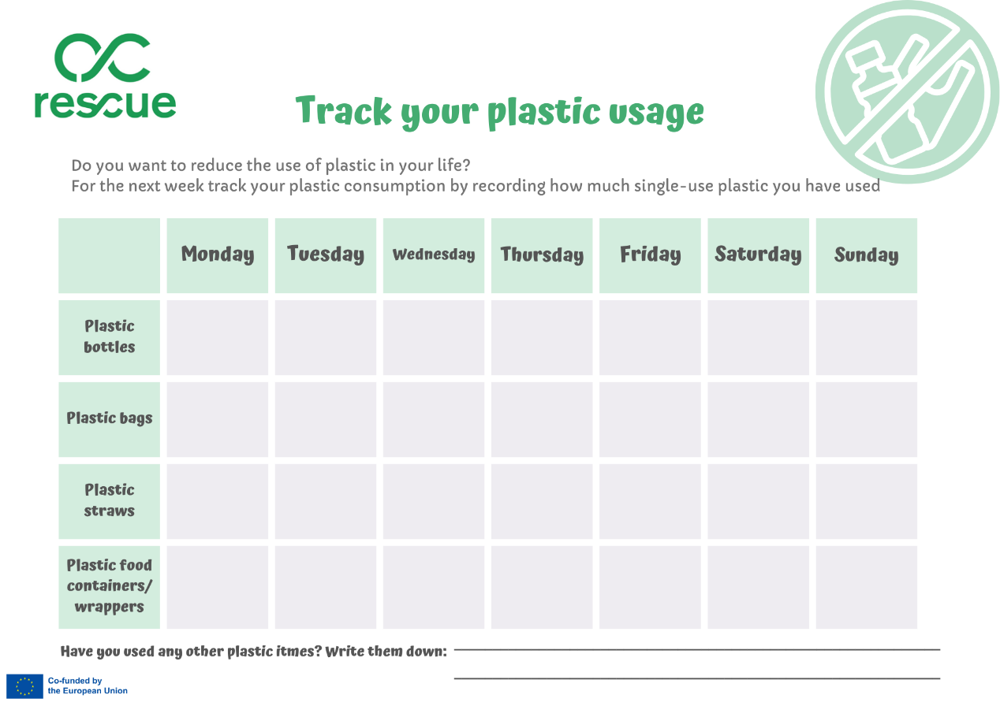 rescue
Track your plastic usage
Do you want to reduce the use of plastic in your life?
For the next week track your plastic consumption by recording how much single-use plastic you have used
Monday Tuesday Wednesday Thursday Friday Saturday Sunday
Plastic
bottles
Plastic bags
Plastic
straws
Plastic food
containers/
wrappers
Have you used any other plastic itmes? Write them down:
Co-funded by
the European Union